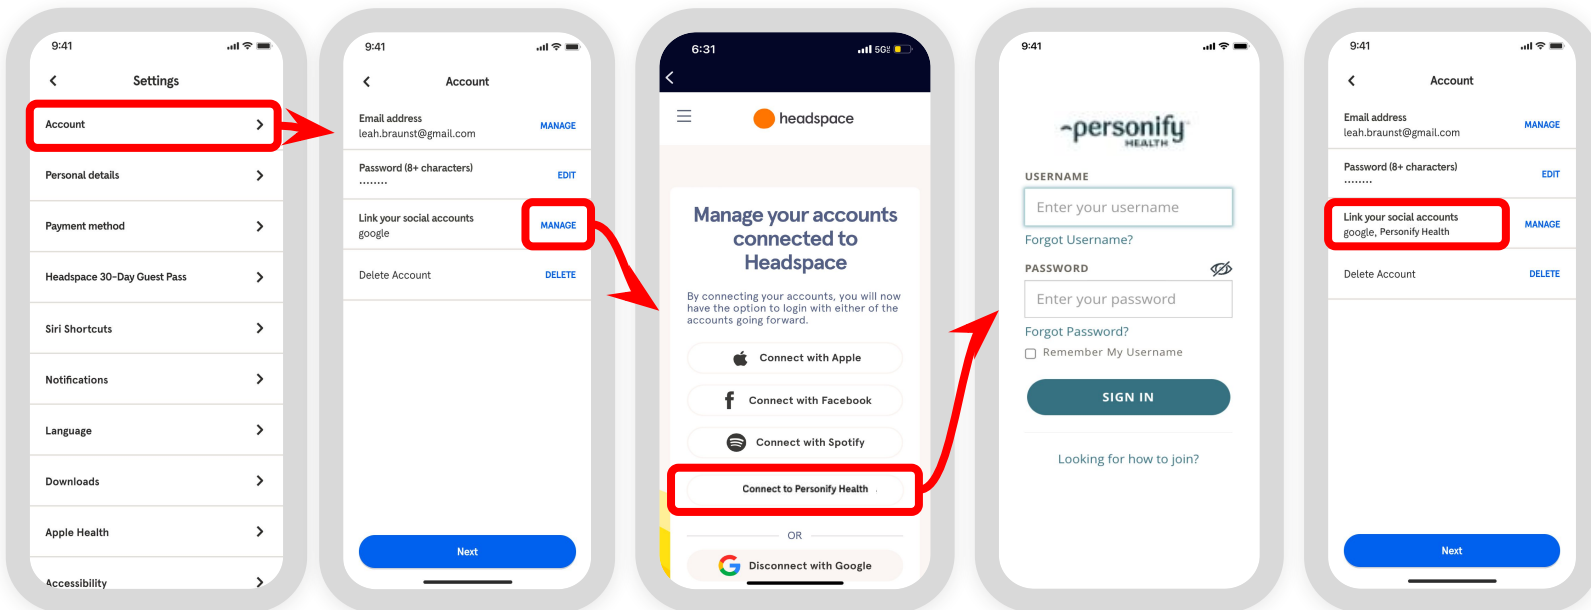 9:41
Settings
Account
Personal details
Payment method
Headspace 30-Day Guest Pass
Siri Shortcuts
Notifications
Language
Downloads
Apple Health
Accessibility
9:41
Account
Email address
leah.braunst@gmail.com
MANAGE
Password (8+ characters)
........
EDIT
Link your social accounts
google
MANAGE
Delete Account
DELETE
Next
6:31
5G
headspace
Manage your accounts
connected to
Headspace
By connecting your accounts, you will now
have the option to login with either of the
accounts going forward.
Connect with Apple
Connect with Facebook
Connect with Spotify
Connect to Personify Health
OR
Disconnect with Google
9:41
personify
HEALTH
USERNAME
Enter your username
Forgot Username?
PASSWORD
Enter your password
Forgot Password?
Remember My Username
SIGN IN
Looking for how to join?
9:41
Account
Email address
leah.braunst@gmail.com
MANAGE
Password (8+ characters)
........
EDIT
Link your social accounts
google, Personify Health
MANAGE
Delete Account
DELETE
Next